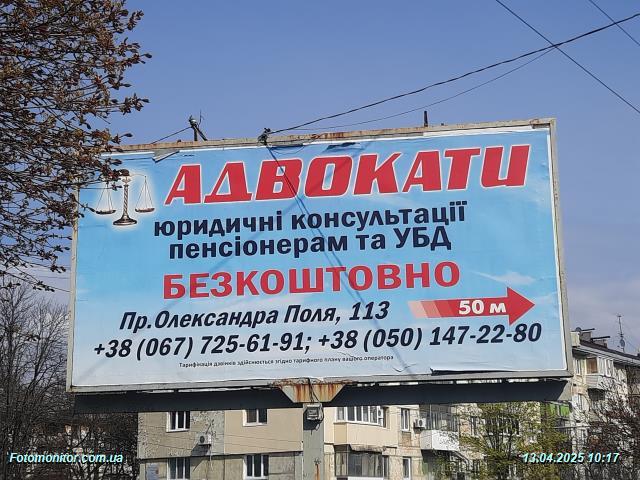 АДВОКАТИ
юридичні консультації
пенсіонерам та УБД
БЕЗКОШТОВНО
50 м
Пр.Олександра Поля, 113
+38 (067) 725-61-91; +38 (050) 147-22-80
Тарифікація дзвінків здійснюється згідно тарифного плану вашого оператора
Fotomonitor.com.ua
13.04.2025 10:17